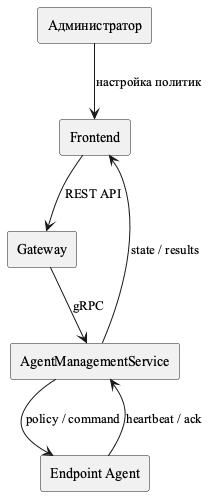 Администратор
настройка политик
Frontend
REST API
Gateway
state / results
gRPC
AgentManagementService
policy / command
heartbeat / ack
Endpoint Agent